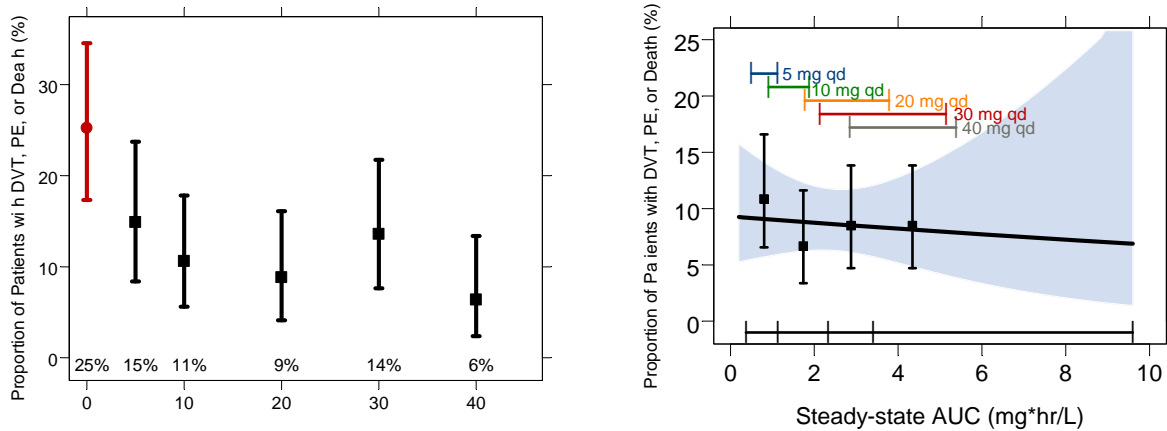 Proportion of Patients wi h DVT, PE, or Dea h (%)
30
20
10
0
25% 15% 11% 9% 14% 6%
0 10 20 30 40
Proportion of Pa ients with DVT, PE, or Death (%)
25
20
15
10
5
0
5 mg qd
10 mg qd
20 mg qd
30 mg qd
40 mg qd
0 2 4 6 8 10
Steady-state AUC (mg*hr/L)